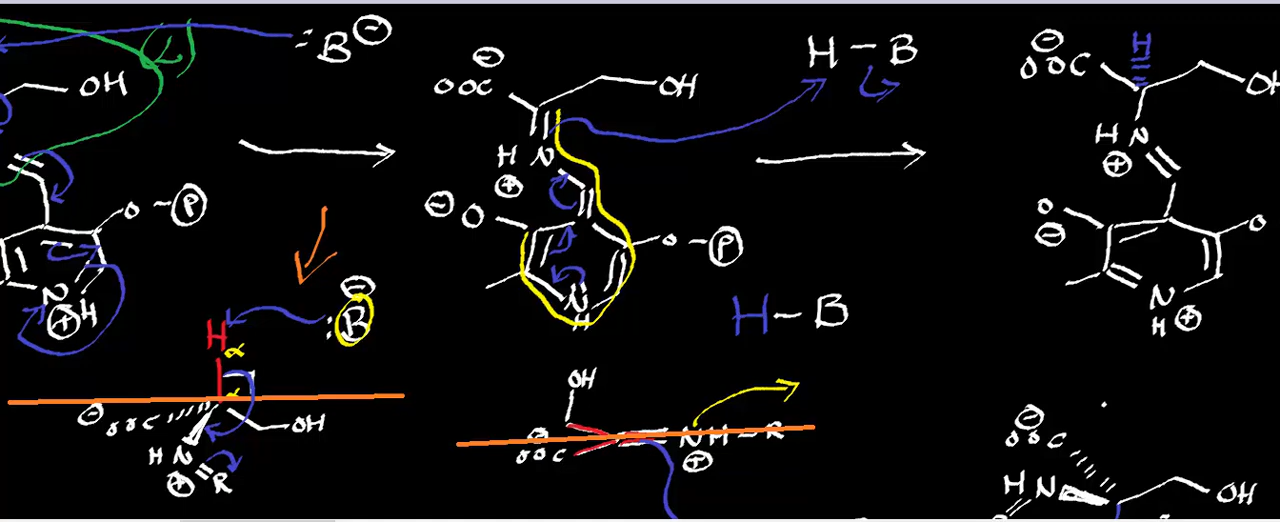 :B⊖
OH
O-Ⓟ
N
⊕H
H
α
:B⊖
α
⊖OOC
OH
HN
⊕
R
⊖
OOC
OH
H-B
HN
⊕
⊖O
O-Ⓟ
N
H
H-B
OH
⊖
OOC
NH-R
⊕
⊖
OOC
H
OH
HN
⊕
O
⊖
O
N
H⊕
⊖
OOC
HN
OH